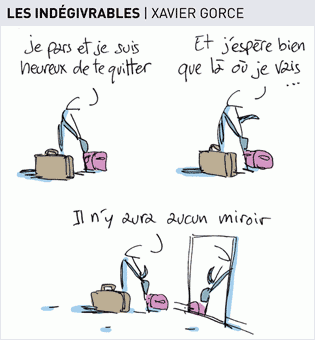 LES INDÉGIVRABLES | XAVIER GORCE
je pars et je suis
heureux de te quitter
Et j'espère bien
que là où je vais
...
Il n'y aura aucun miroir